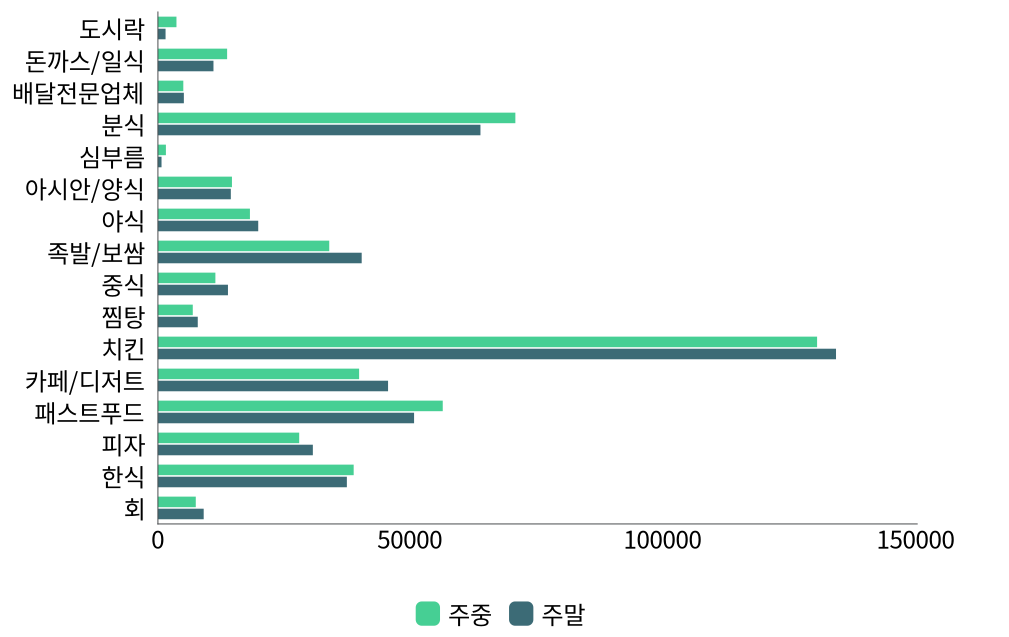 도시락
돈까스/일식
배달전문업체
분식
심부름
아시안/양식
야식
족발/보쌈
중식
찜탕
치킨
카페/디저트
패스트푸드
피자
한식
회
0 50000 100000 150000
주중 주말